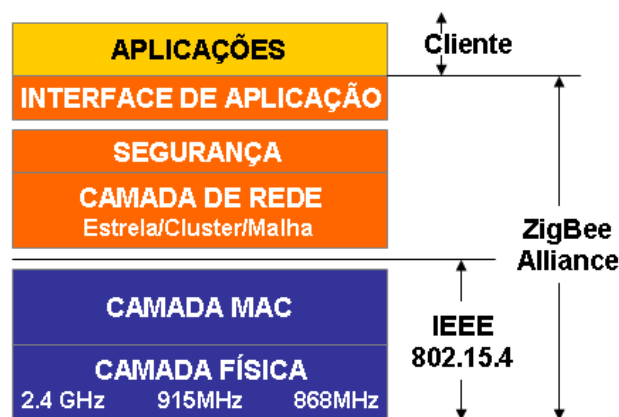 APLICAÇÕES
INTERFACE DE APLICAÇÃO
SEGURANÇA
CAMADA DE REDE
Estrela/Cluster/Malha
CAMADA MAC
CAMADA FÍSICA
2.4 GHz 915MHz 868MHz
Cliente
ZigBee
Alliance
IEEE
802.15.4